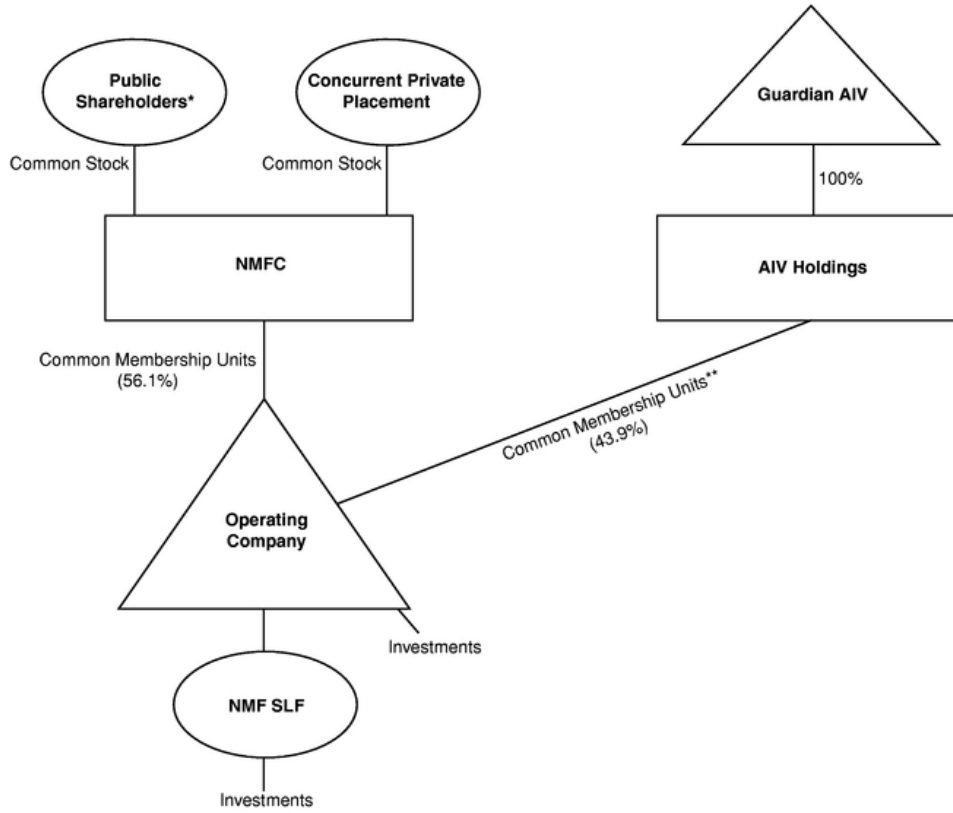 Public
Shareholders*
Concurrent Private
Placement
Guardian AIV
Common Stock
Common Stock
100%
NMFC
AIV Holdings
Common Membership Units
(56.1%)
Common Membership Units**
(43.9%)
Operating
Company
Investments
NMF SLF
Investments